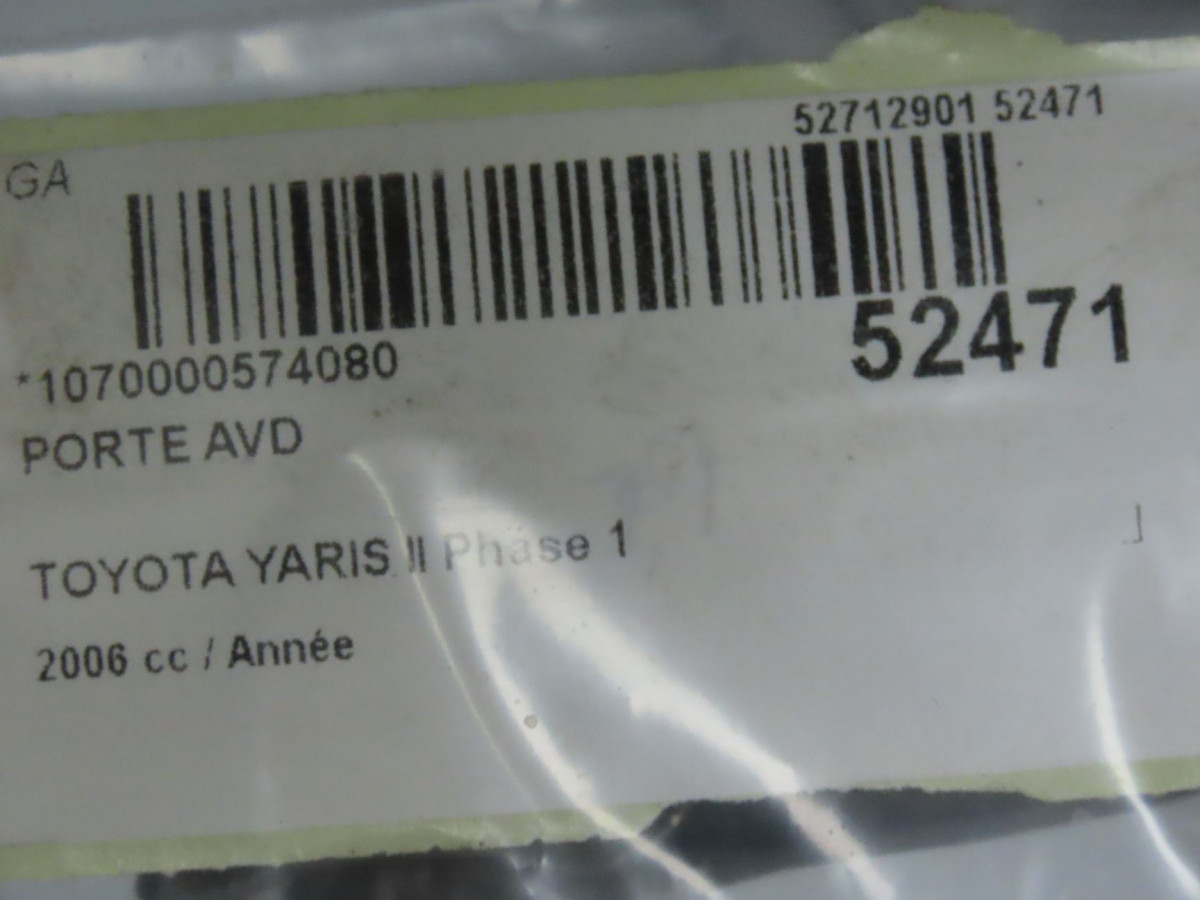 52712901 52471
GA
52471
*1070000574080
PORTE AVD
TOYOTA YARIS II Phase 1
2006 cc / Année